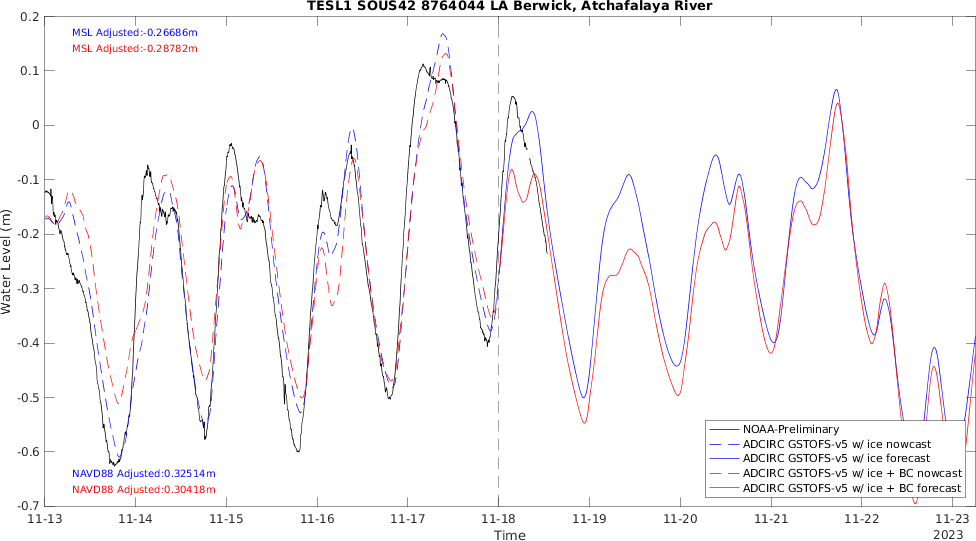 TESL1 SOUS42 8764044 LA Berwick, Atchafalaya River
MSL Adjusted:-0.26686m
MSL Adjusted:-0.28782m
NAVD88 Adjusted:0.32514m
NAVD88 Adjusted:0.30418m
Water Level (m)
0.2
0.1
0
-0.1
-0.2
-0.3
-0.4
-0.5
-0.6
-0.7
NOAA-Preliminary
ADCIRC GSTOFS-v5 w/ ice nowcast
ADCIRC GSTOFS-v5 w/ ice forecast
ADCIRC GSTOFS-v5 w/ ice + BC nowcast
ADCIRC GSTOFS-v5 w/ ice + BC forecast
11-13 11-14 11-15 11-16 11-17 11-18 11-19 11-20 11-21 11-22 11-23
Time
2023